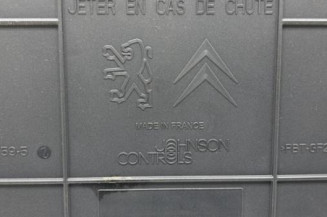 JETER EN CAS DE CHUTE
MADE IN FRANCE
JOHNSON
CONTROLS